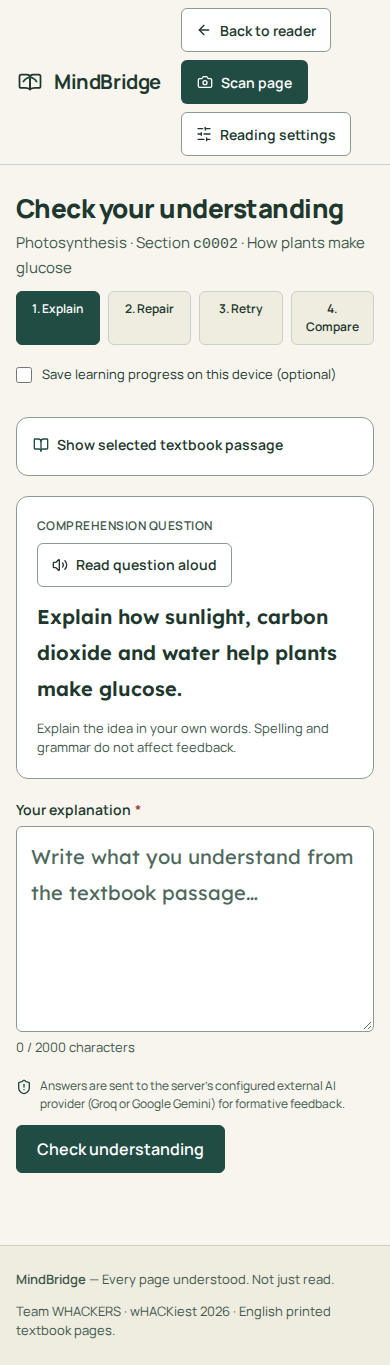 MindBridge
Back to reader
Scan page
Reading settings
Check your understanding
Photosynthesis · Section c0002 · How plants make
glucose
1. Explain
2. Repair
3. Retry
4.
Compare
Save learning progress on this device (optional)
Show selected textbook passage
COMPREHENSION QUESTION
Read question aloud
Explain how sunlight, carbon
dioxide and water help plants
make glucose.
Explain the idea in your own words. Spelling and
grammar do not affect feedback.
Your explanation *
Write what you understand from
the textbook passage…
0 / 2000 characters
Answers are sent to the server's configured external AI
provider (Groq or Google Gemini) for formative feedback.
Check understanding
MindBridge — Every page understood. Not just read.
Team WHACKERS · wHACKiest 2026 · English printed
textbook pages.